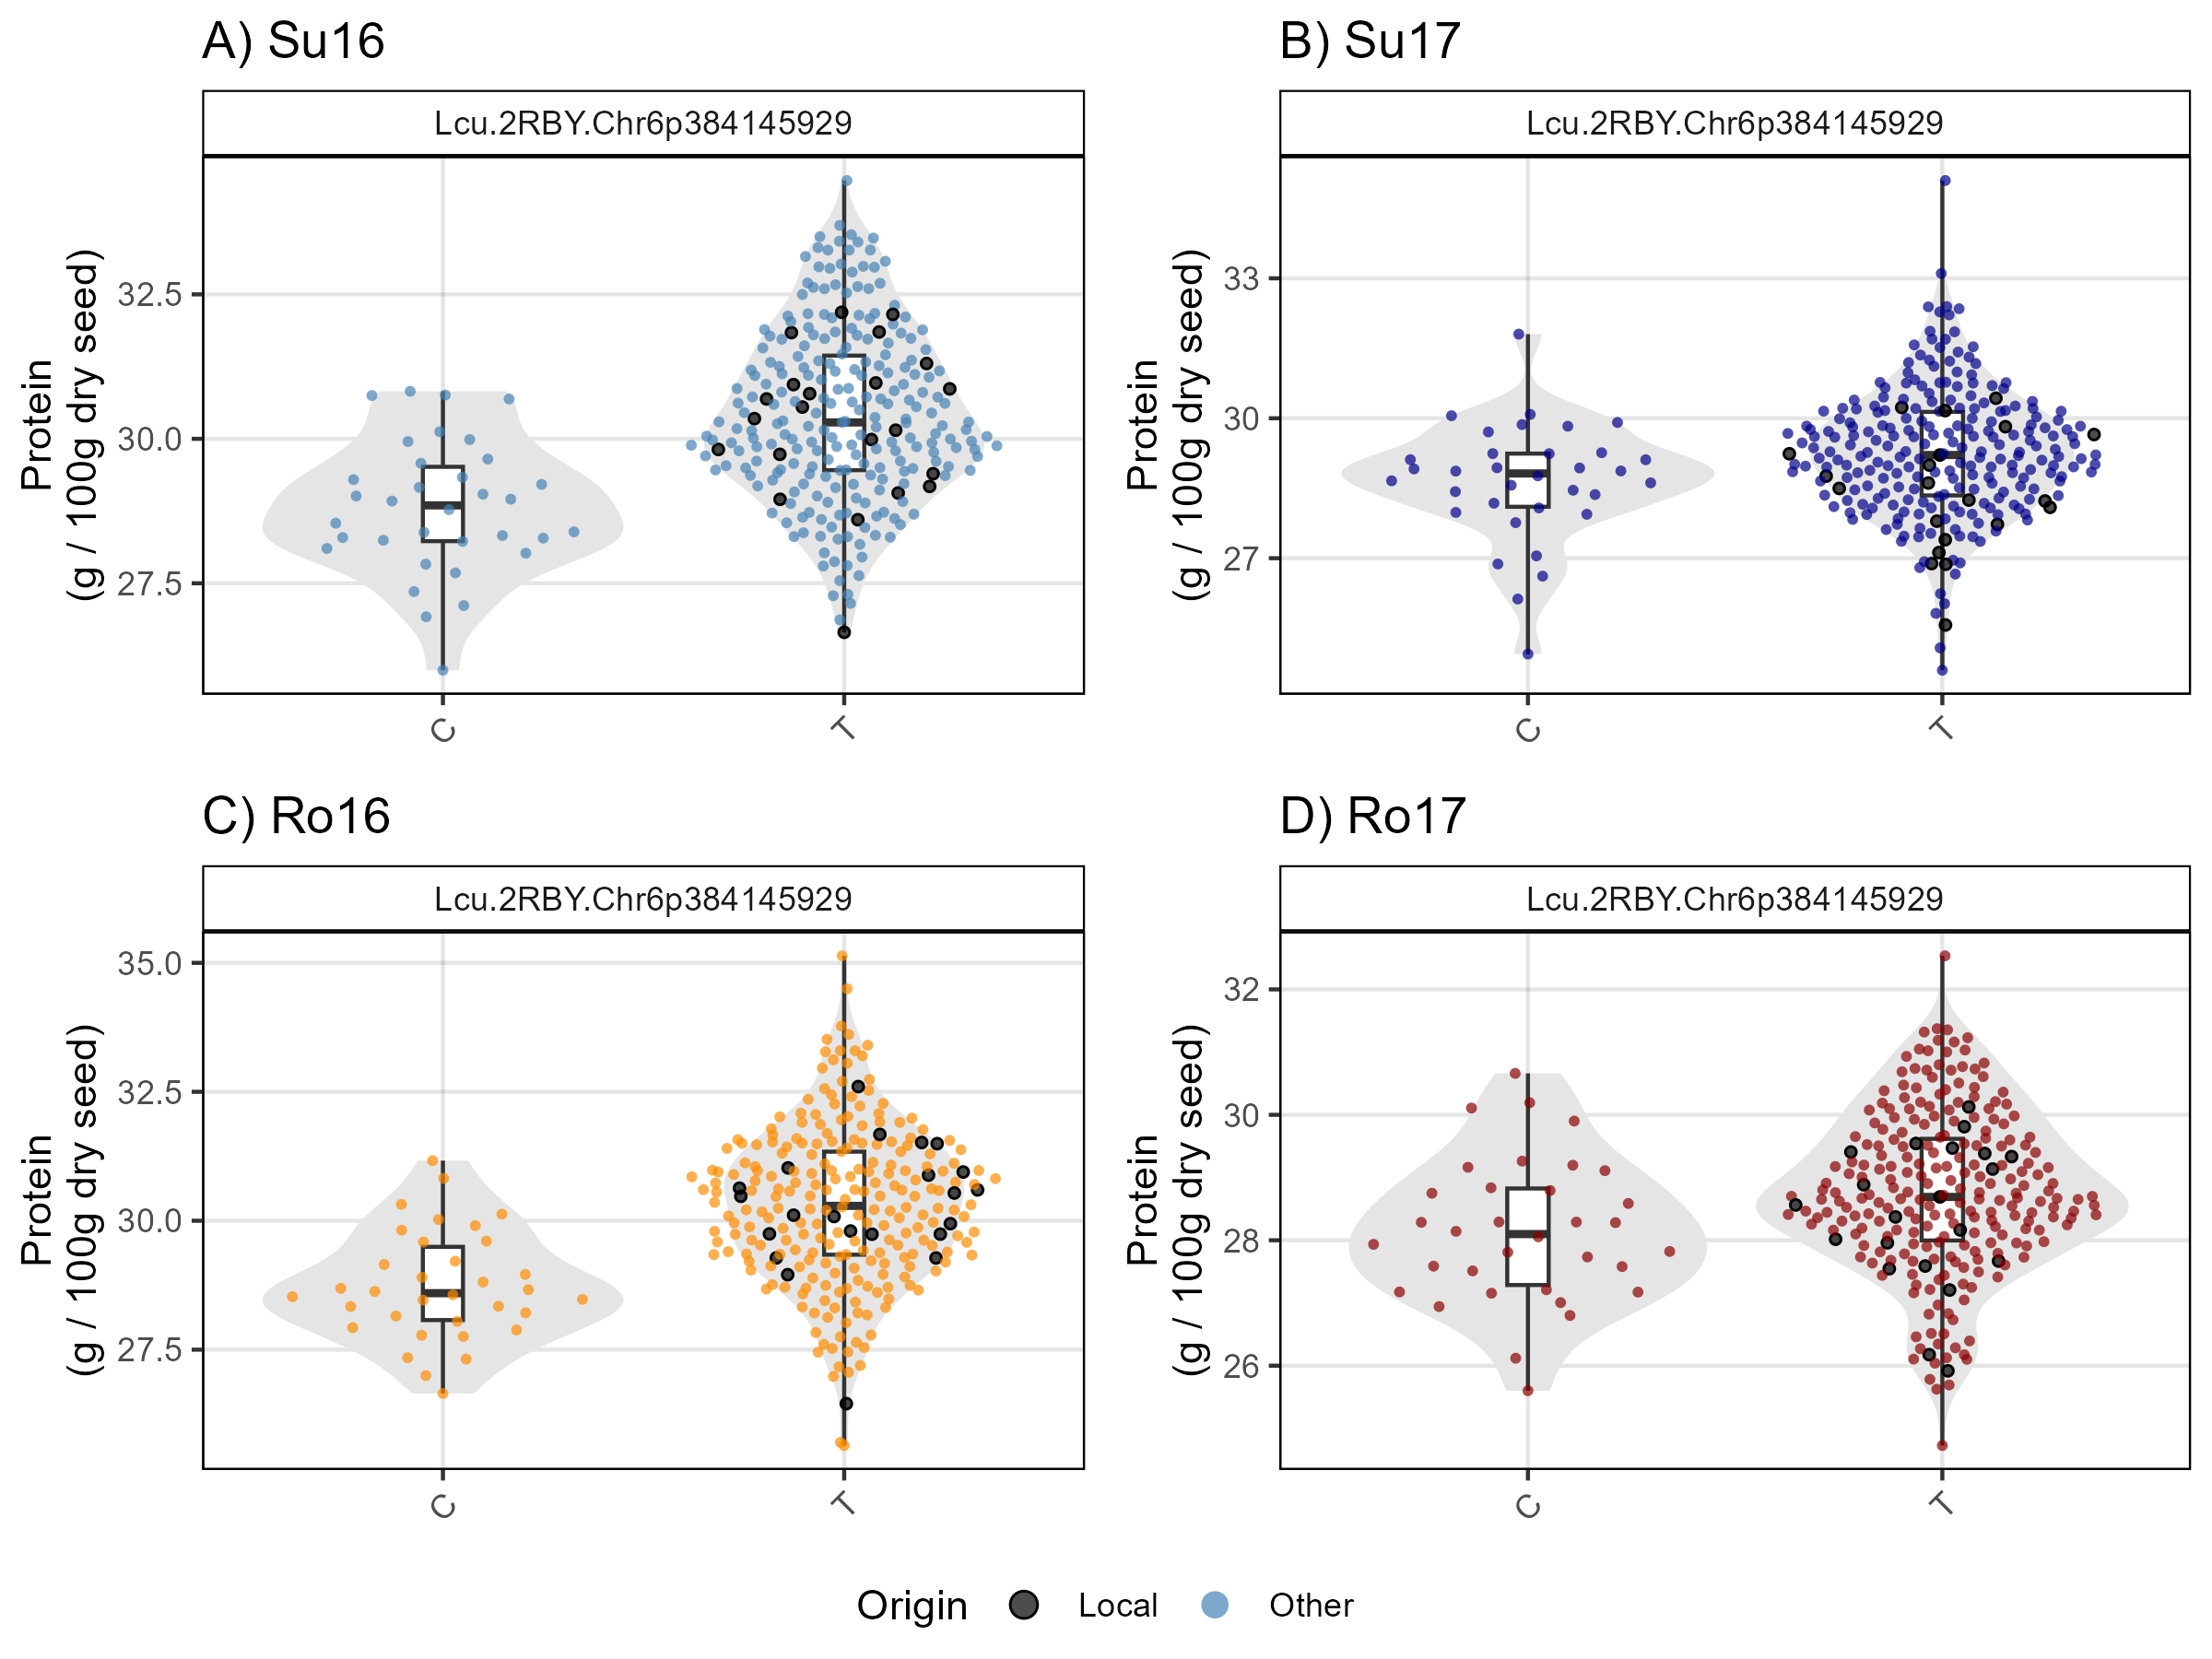 A) Su16
Lcu.2RBY.Chr6p384145929
Protein
(g / 100g dry seed)
32.5
30.0
27.5
C
T
B) Su17
Lcu.2RBY.Chr6p384145929
Protein
(g / 100g dry seed)
33
30
27
C
T
C) Ro16
Lcu.2RBY.Chr6p384145929
Protein
(g / 100g dry seed)
35.0
32.5
30.0
27.5
C
T
D) Ro17
Lcu.2RBY.Chr6p384145929
Protein
(g / 100g dry seed)
32
30
28
26
C
T
Origin Local Other